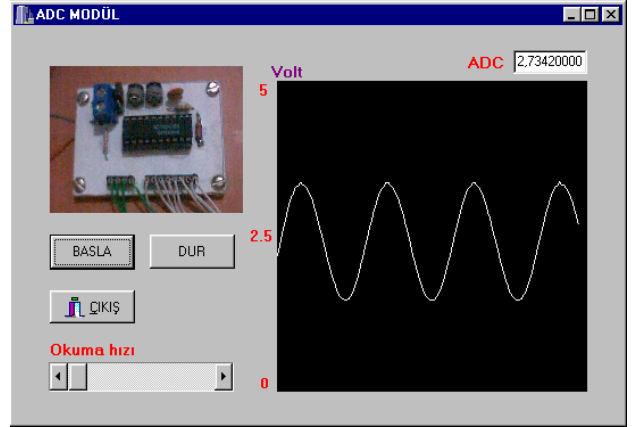 ADC MODÜL
ADC 2,73420000
Volt
5
2.5
0
BASLA
DUR
ÇIKIŞ
Okuma hızı